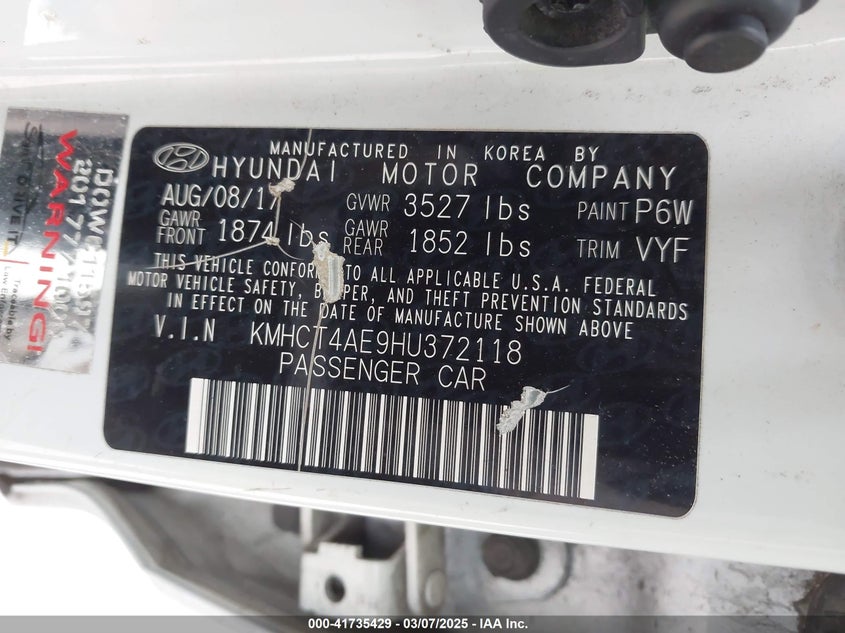 MANUFACTURED IN KOREA BY
HYUNDAI MOTOR COMPANY
AUG/08/17 GVWR 3527 lbs PAINT P6W
GAWR FRONT 1874 lbs GAWR REAR 1852 lbs TRIM VYF
THIS VEHICLE CONFORMS TO ALL APPLICABLE U.S.A. FEDERAL
MOTOR VEHICLE SAFETY, BUMPER, AND THEFT PREVENTION STANDARDS
IN EFFECT ON THE DATE OF MANUFACTURE SHOWN ABOVE
V.I.N KMHCT4AE9HU372118
PASSENGER CAR
WARNING!
000-41735429 - 03/07/2025 - IAA Inc.